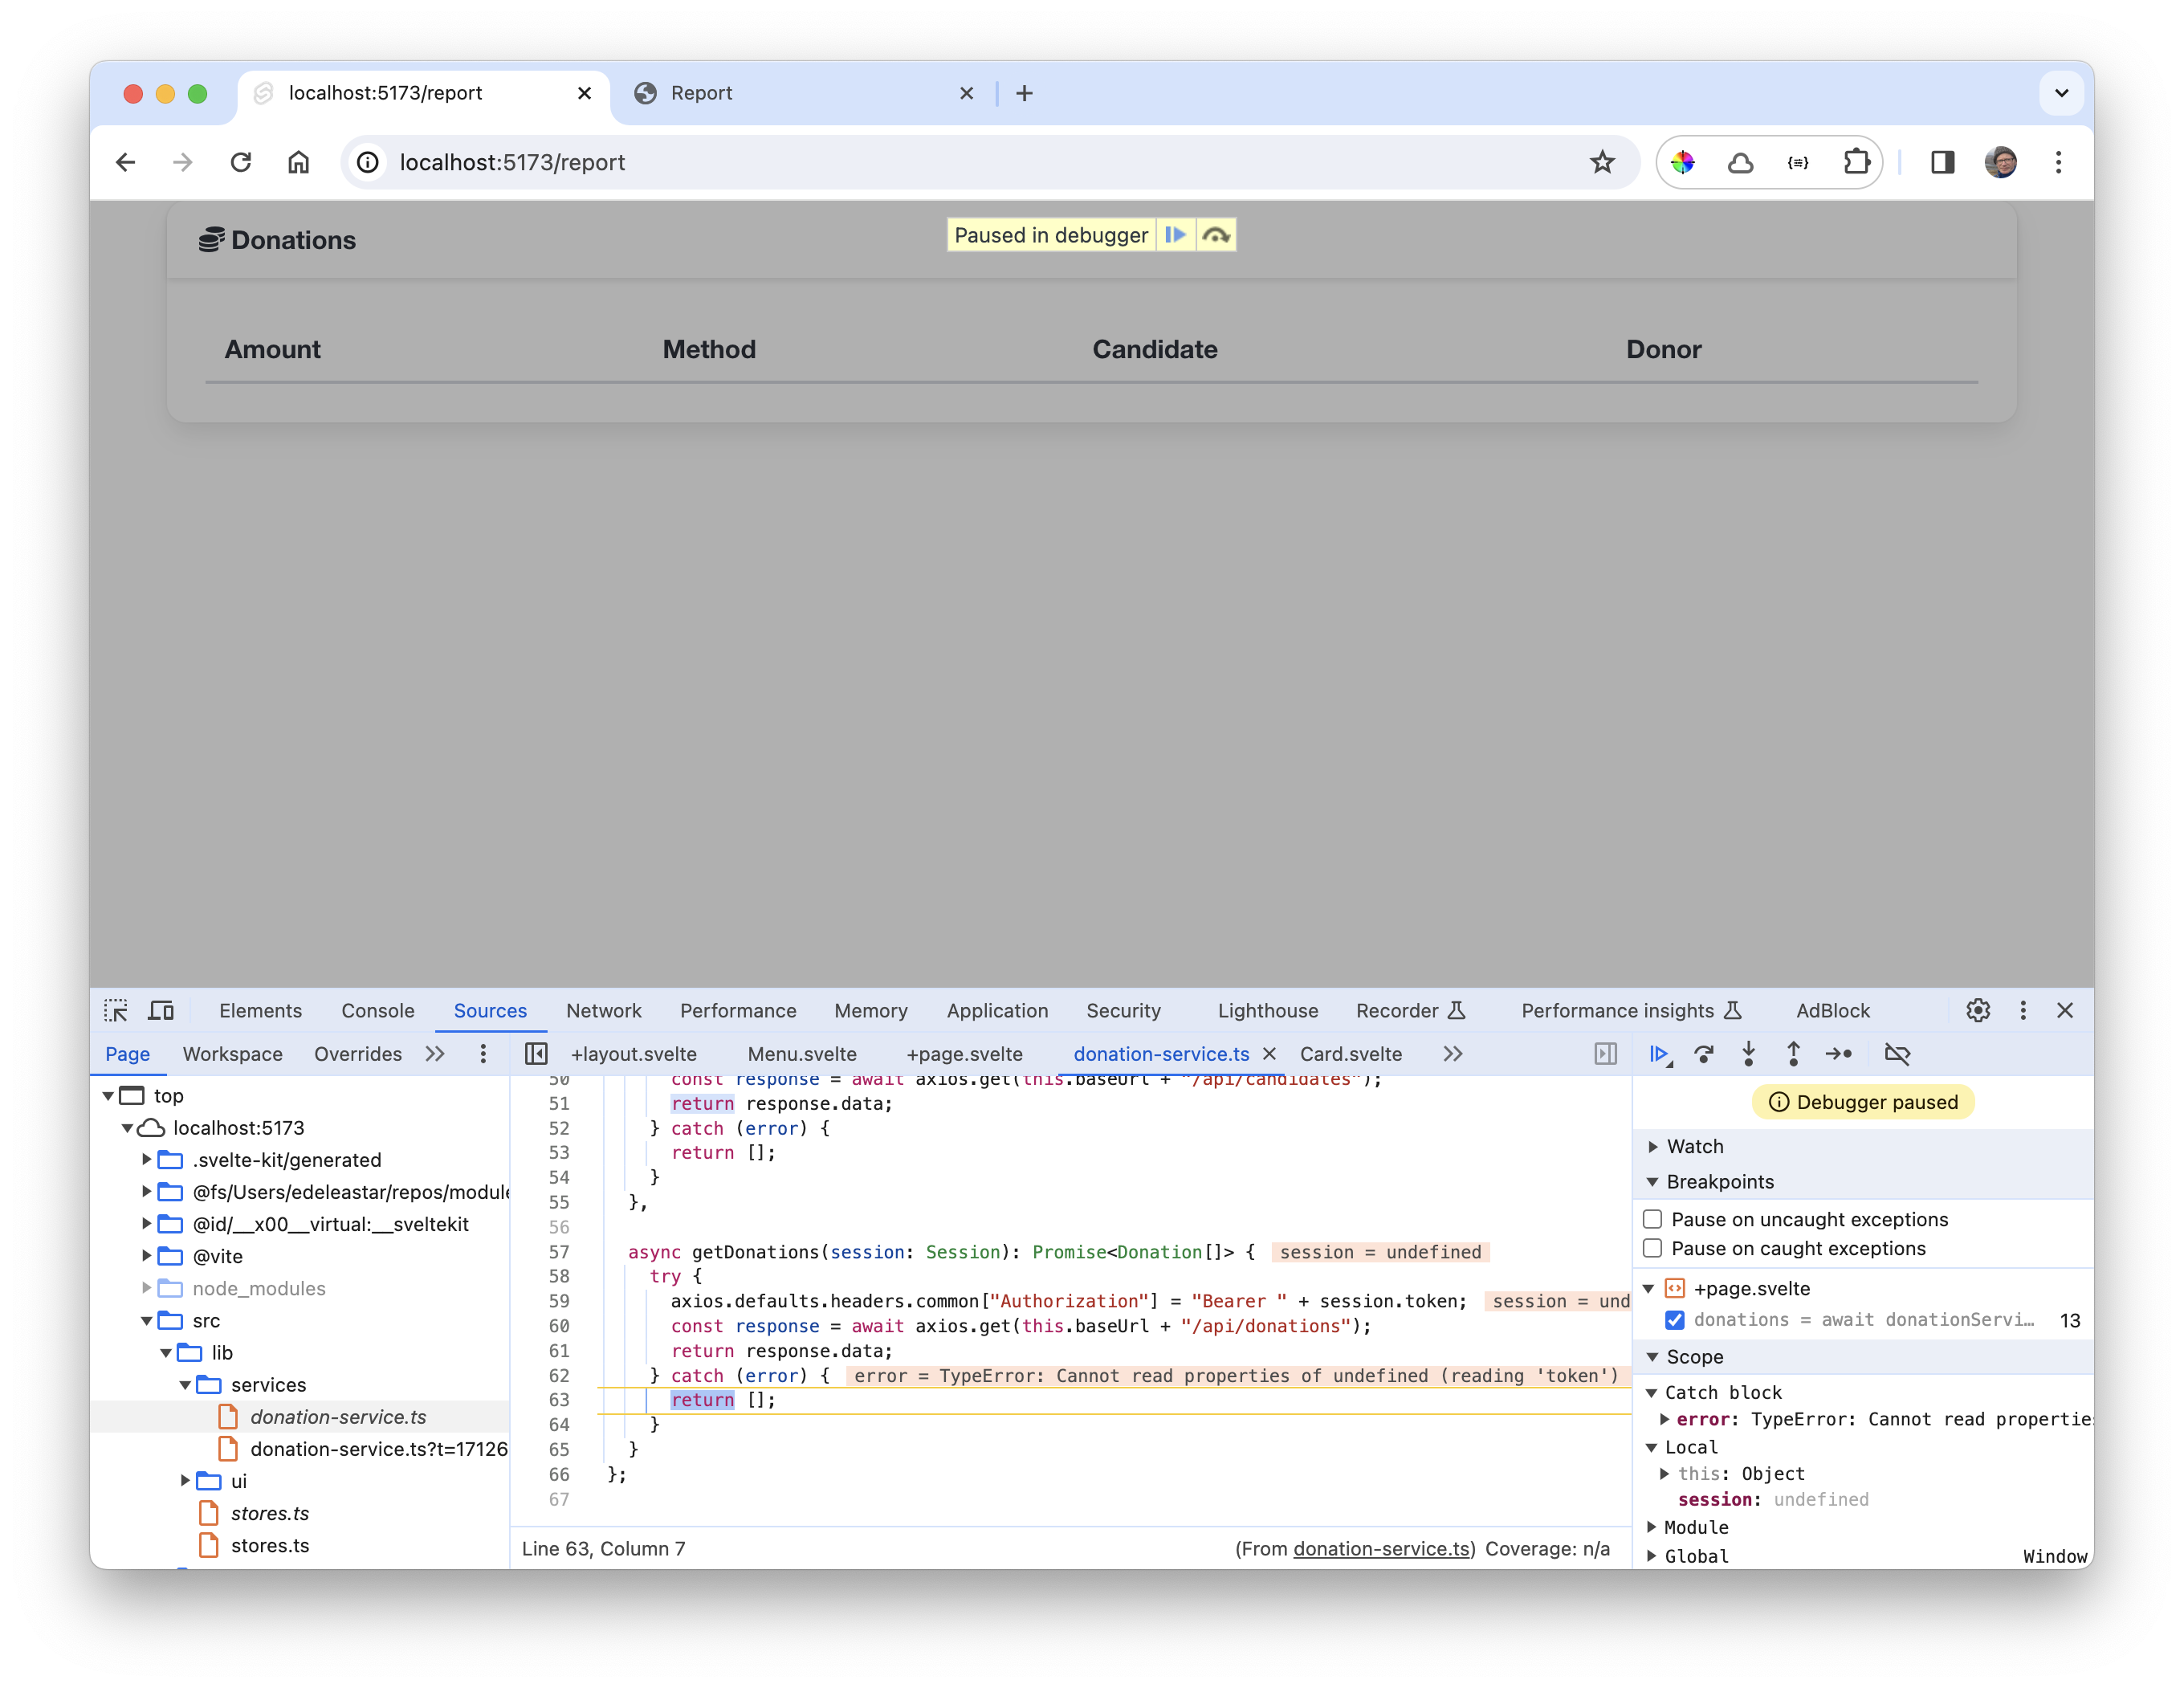 localhost:5173/report
Report
localhost:5173/report
Donations
Paused in debugger
Amount Method Candidate Donor
Elements Console Sources Network Performance Memory Application Security Lighthouse Recorder Performance insights AdBlock
Page Workspace Overrides
+layout.svelte Menu.svelte +page.svelte donation-service.ts Card.svelte
top
localhost:5173
.svelte-kit/generated
@fs/Users/edeleastar/repos/module
@id/__x00__virtual:__sveltekit
@vite
node_modules
src
lib
services
donation-service.ts
donation-service.ts?t=17126
ui
stores.ts
stores.ts
50 const response = await axios.get(this.baseUrl + "/api/candidates");
51 return response.data;
52 } catch (error) {
53 return [];
54 }
55 },
56
57 async getDonations(session: Session): Promise<Donation[]> { session = undefined
58 try {
59 axios.defaults.headers.common["Authorization"] = "Bearer " + session.token; session = und
60 const response = await axios.get(this.baseUrl + "/api/donations");
61 return response.data;
62 } catch (error) { error = TypeError: Cannot read properties of undefined (reading 'token')
63 return [];
64 }
65 }
66 };
67
Line 63, Column 7 (From donation-service.ts) Coverage: n/a
Debugger paused
Watch
Breakpoints
Pause on uncaught exceptions
Pause on caught exceptions
+page.svelte
donations = await donationServi… 13
Scope
Catch block
error: TypeError: Cannot read properties
Local
this: Object
session: undefined
Module
Global Window